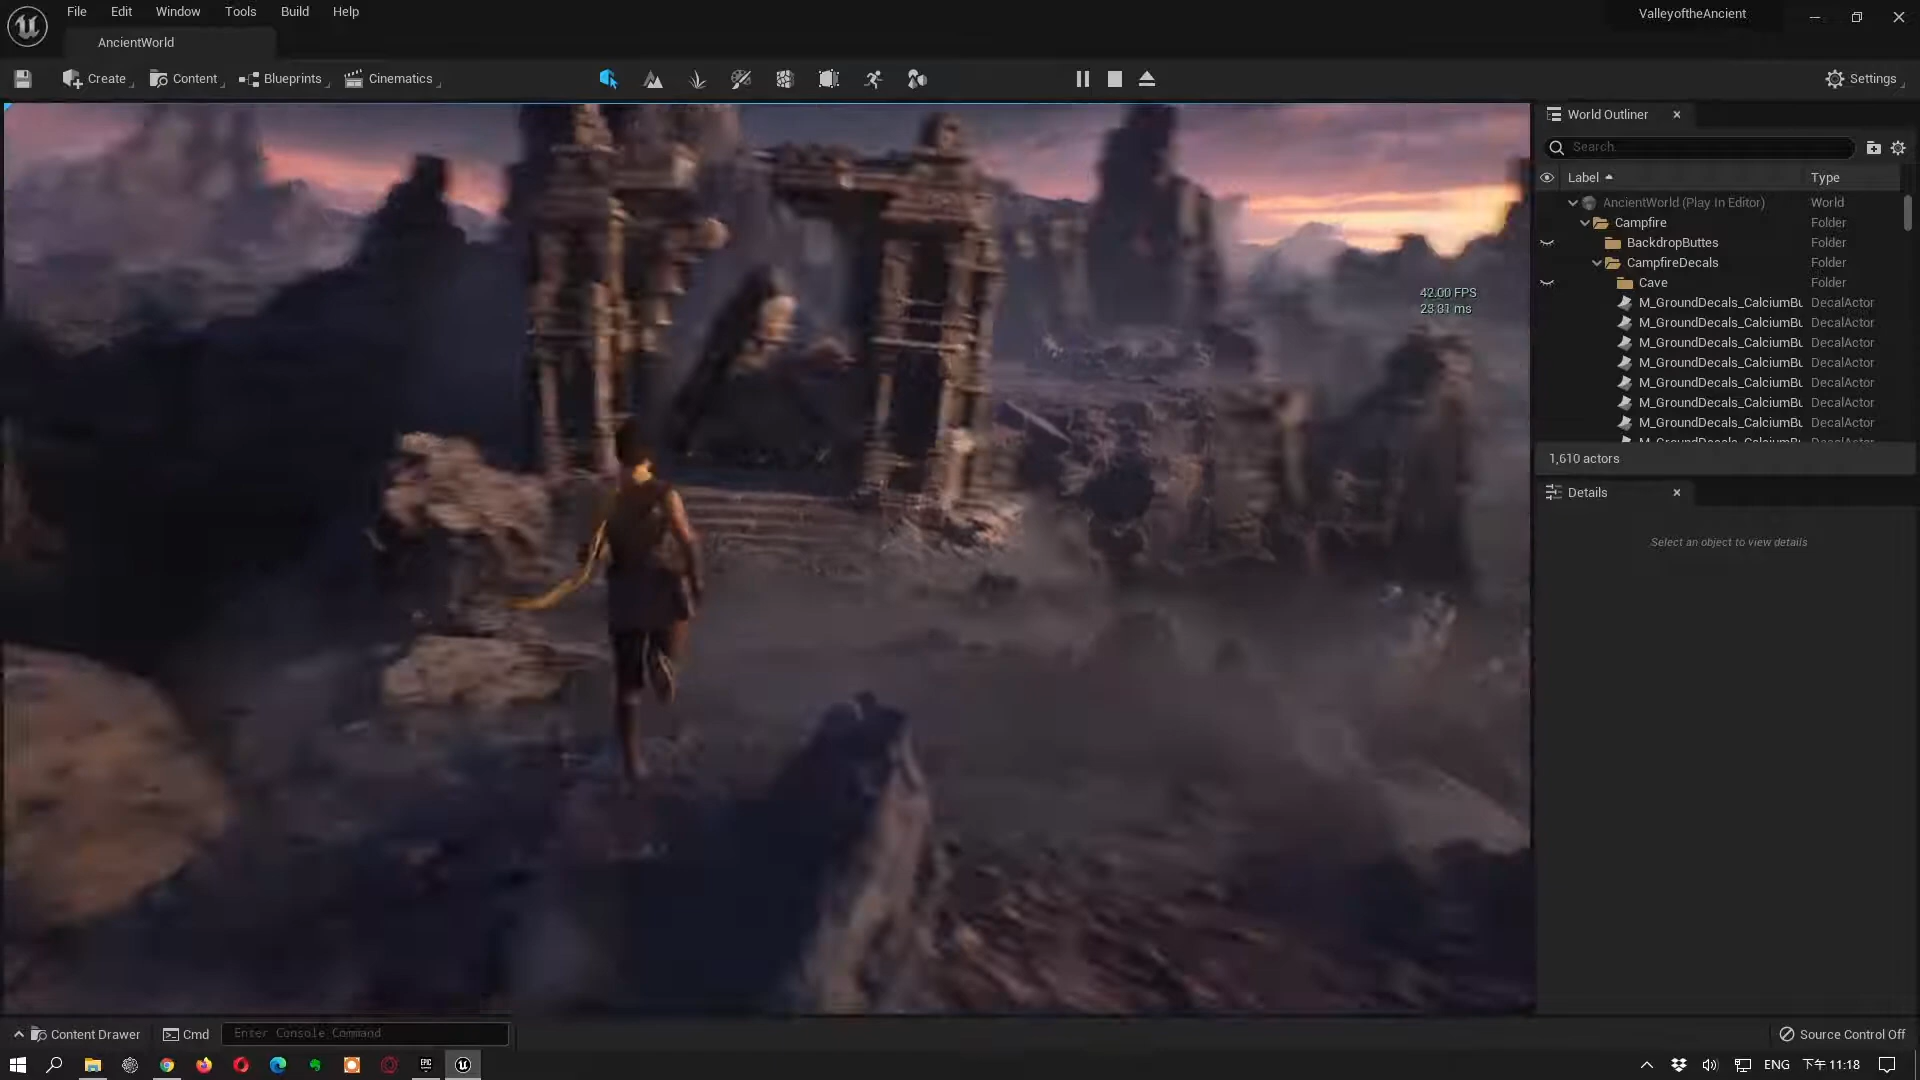 File Edit Window Tools Build Help
ValleyoftheAncient
AncientWorld
Create Content Blueprints Cinematics
Settings
World Outliner
Search
Label Type
AncientWorld (Play In Editor) World
Campfire Folder
BackdropButtes Folder
CampfireDecals Folder
Cave Folder
M_GroundDecals_CalciumBu DecalActor
M_GroundDecals_CalciumBu DecalActor
M_GroundDecals_CalciumBu DecalActor
M_GroundDecals_CalciumBu DecalActor
M_GroundDecals_CalciumBu DecalActor
M_GroundDecals_CalciumBu DecalActor
M_GroundDecals_CalciumBu DecalActor
1,610 actors
Details
Select an object to view details
42.00 FPS
ms
Content Drawer Cmd Enter Console Command
Source Control Off
EPIC
ENG 下午 11:18